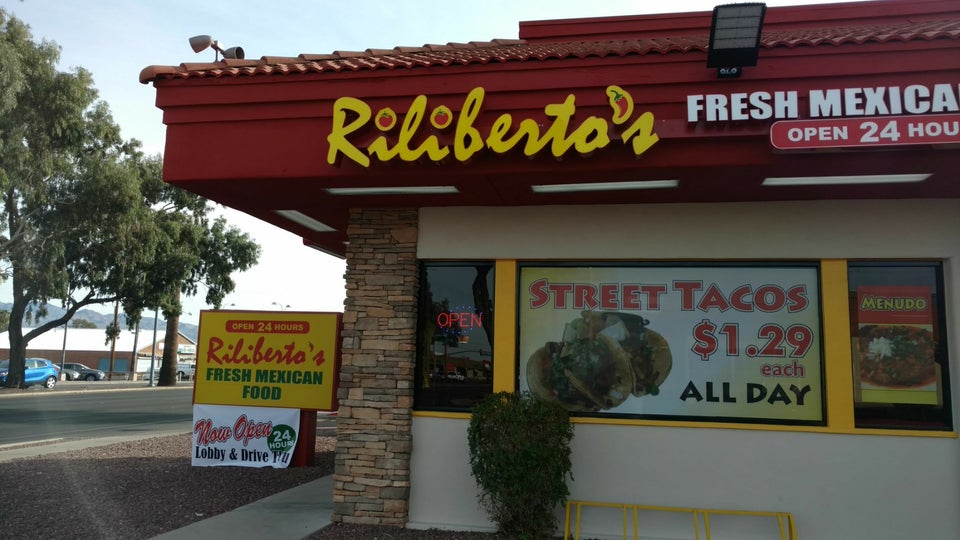 Riliberto's
FRESH MEXICA
OPEN 24 HOU
STREET TACOS
$1.29
each
ALL DAY
MENUDO
OPEN
OPEN 24 HOURS
Riliberto's
FRESH MEXICAN
FOOD
Now Open
24
HOURS
Lobby & Drive